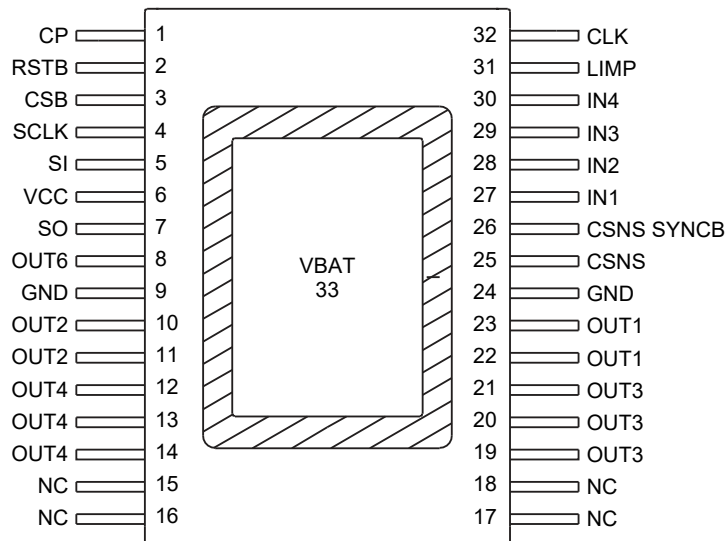 CP 1 32 CLK
RSTB 2 31 LIMP
CSB 3 30 IN4
SCLK 4 29 IN3
SI 5 28 IN2
VCC 6 27 IN1
SO 7 26 CSNS SYNCB
OUT6 8 25 CSNS
VBAT
33
GND 9 24 GND
OUT2 10 23 OUT1
OUT2 11 22 OUT1
OUT4 12 21 OUT3
OUT4 13 20 OUT3
OUT4 14 19 OUT3
NC 15 18 NC
NC 16 17 NC